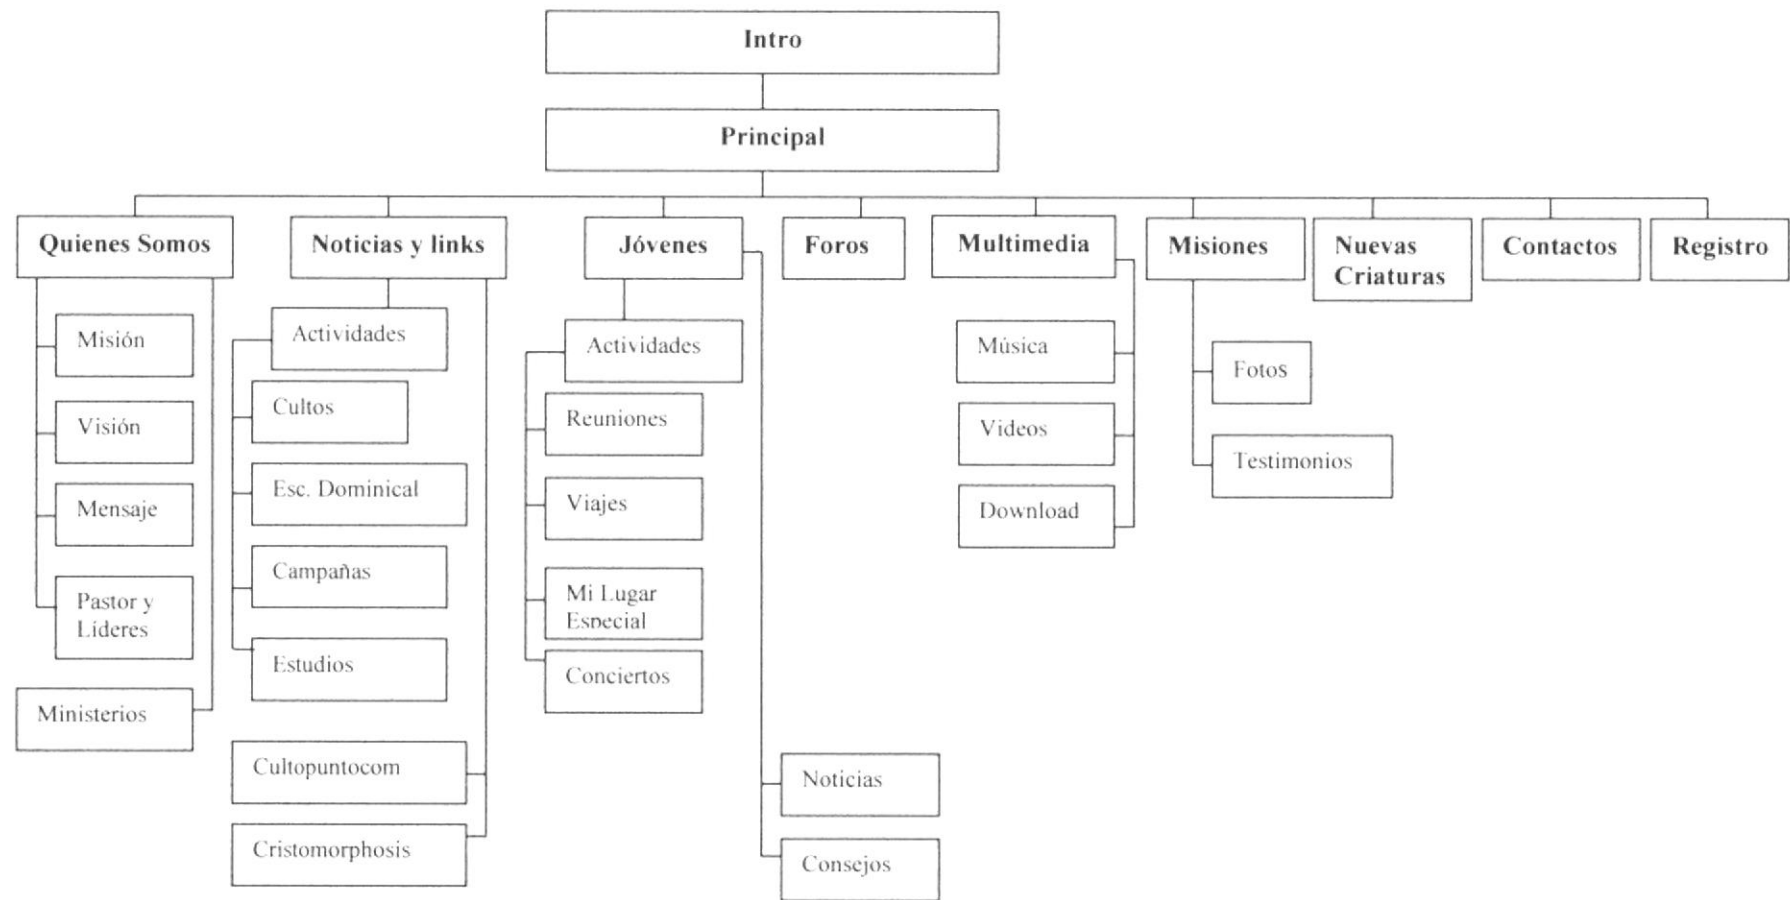 Intro
Principal
Quienes Somos
Noticias y links
Jóvenes
Foros
Multimedia
Misiones
Nuevas
Criaturas
Contactos
Registro
Misión
Visión
Mensaje
Pastor y
Líderes
Ministerios
Actividades
Cultos
Esc. Dominical
Campañas
Estudios
Cultopuntocom
Cristomorphosis
Actividades
Reuniones
Viajes
Mi Lugar
Especial
Conciertos
Noticias
Consejos
Música
Videos
Download
Fotos
Testimonios